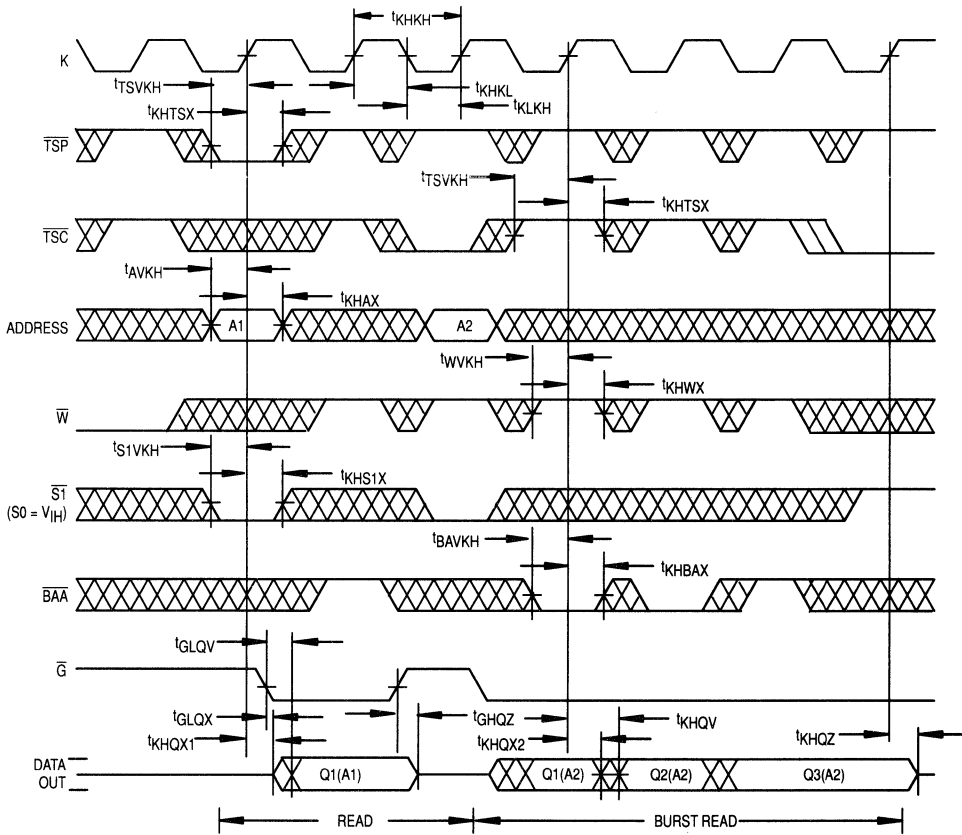 tKHKH
K
tTSVKH
tKHKL
tKHTSX
tKLKH
TSP
tTSVKH
tKHTSX
TSC
tAVKH
tKHAX
ADDRESS
A1
A2
tWVKH
tKHWX
W
tS1VKH
tKHS1X
S1
(S0 = VIH)
tBAVKH
tKHBAX
BAA
tGLQV
G
tGLQX
tGHQZ
tKHQV
tKHQX1
tKHQX2
tKHQZ
DATA
OUT
Q1(A1)
Q1(A2)
Q2(A2)
Q3(A2)
READ
BURST READ